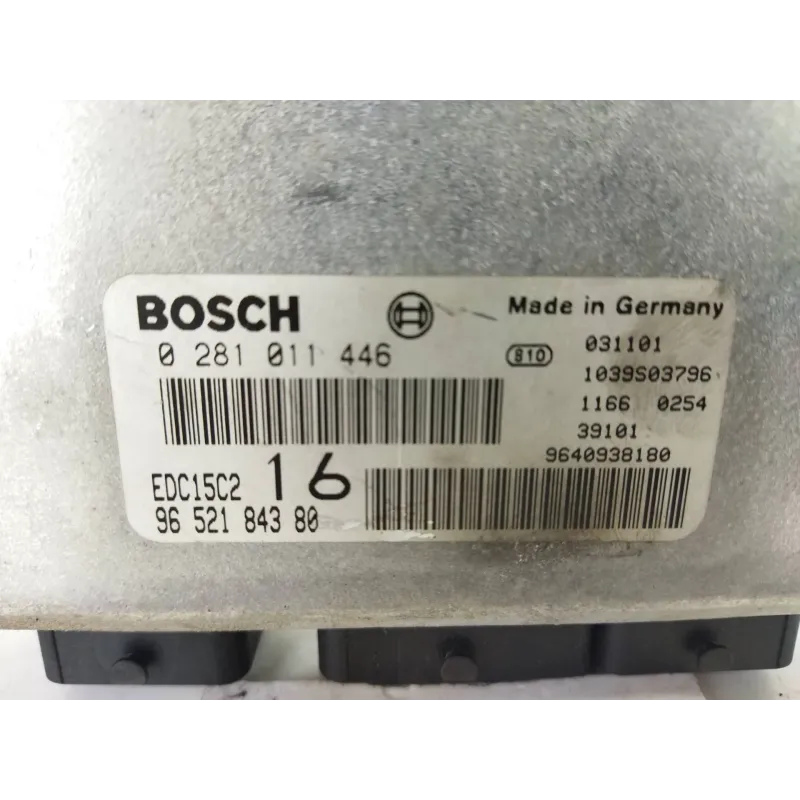 BOSCH
Made in Germany
0 281 011 446
810
031101
1039S03796
1166 0254
39101
9640938180
EDC15C2 16
96 521 843 80